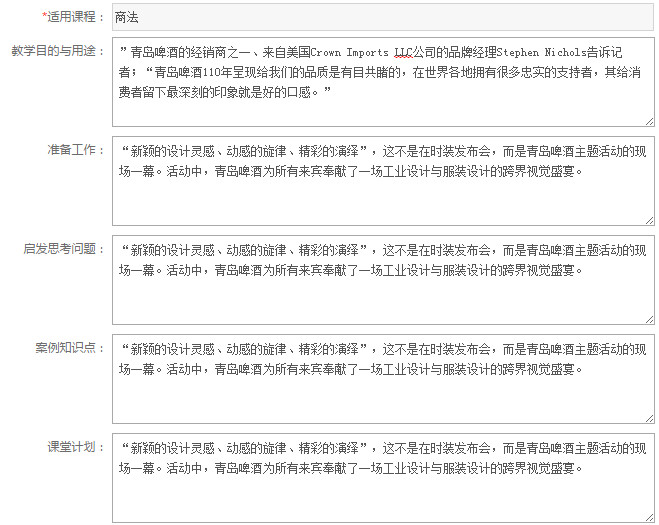 *适用课程： 商法
教学目的与用途： ”青岛啤酒的经销商之一、来自美国Crown Imports LLC公司的品牌经理Stephen Nichols告诉记
者；“青岛啤酒110年呈现给我们的品质是有目共睹的，在世界各地拥有很多忠实的支持者，其给消
费者留下最深刻的印象就是好的口感。”
准备工作： “新颖的设计灵感、动感的旋律、精彩的演绎”，这不是在时装发布会，而是青岛啤酒主题活动的现
场一幕。活动中，青岛啤酒为所有来宾奉献了一场工业设计与服装设计的跨界视觉盛宴。
启发思考问题： “新颖的设计灵感、动感的旋律、精彩的演绎”，这不是在时装发布会，而是青岛啤酒主题活动的现
场一幕。活动中，青岛啤酒为所有来宾奉献了一场工业设计与服装设计的跨界视觉盛宴。
案例知识点： “新颖的设计灵感、动感的旋律、精彩的演绎”，这不是在时装发布会，而是青岛啤酒主题活动的现
场一幕。活动中，青岛啤酒为所有来宾奉献了一场工业设计与服装设计的跨界视觉盛宴。
课堂计划： “新颖的设计灵感、动感的旋律、精彩的演绎”，这不是在时装发布会，而是青岛啤酒主题活动的现
场一幕。活动中，青岛啤酒为所有来宾奉献了一场工业设计与服装设计的跨界视觉盛宴。